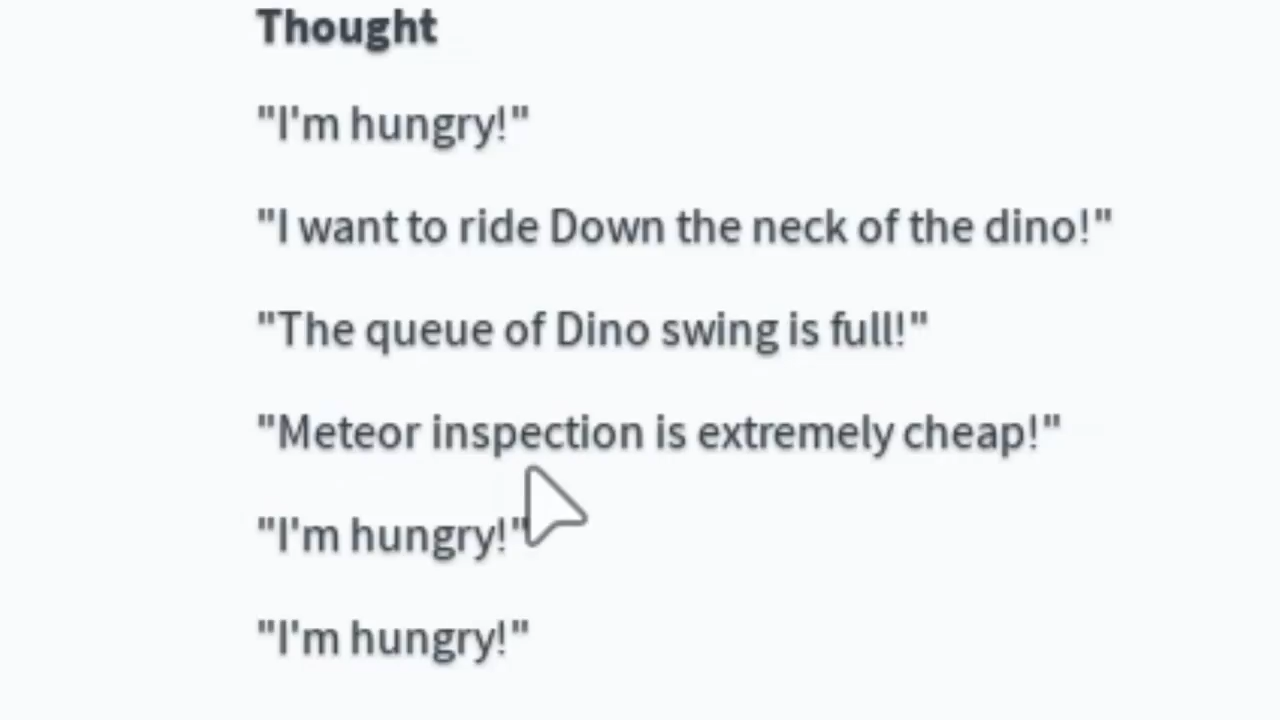 Thought
"I'm hungry!"
"I want to ride Down the neck of the dino!"
"The queue of Dino swing is full!"
"Meteor inspection is extremely cheap!"
"I'm hungry!"
"I'm hungry!"